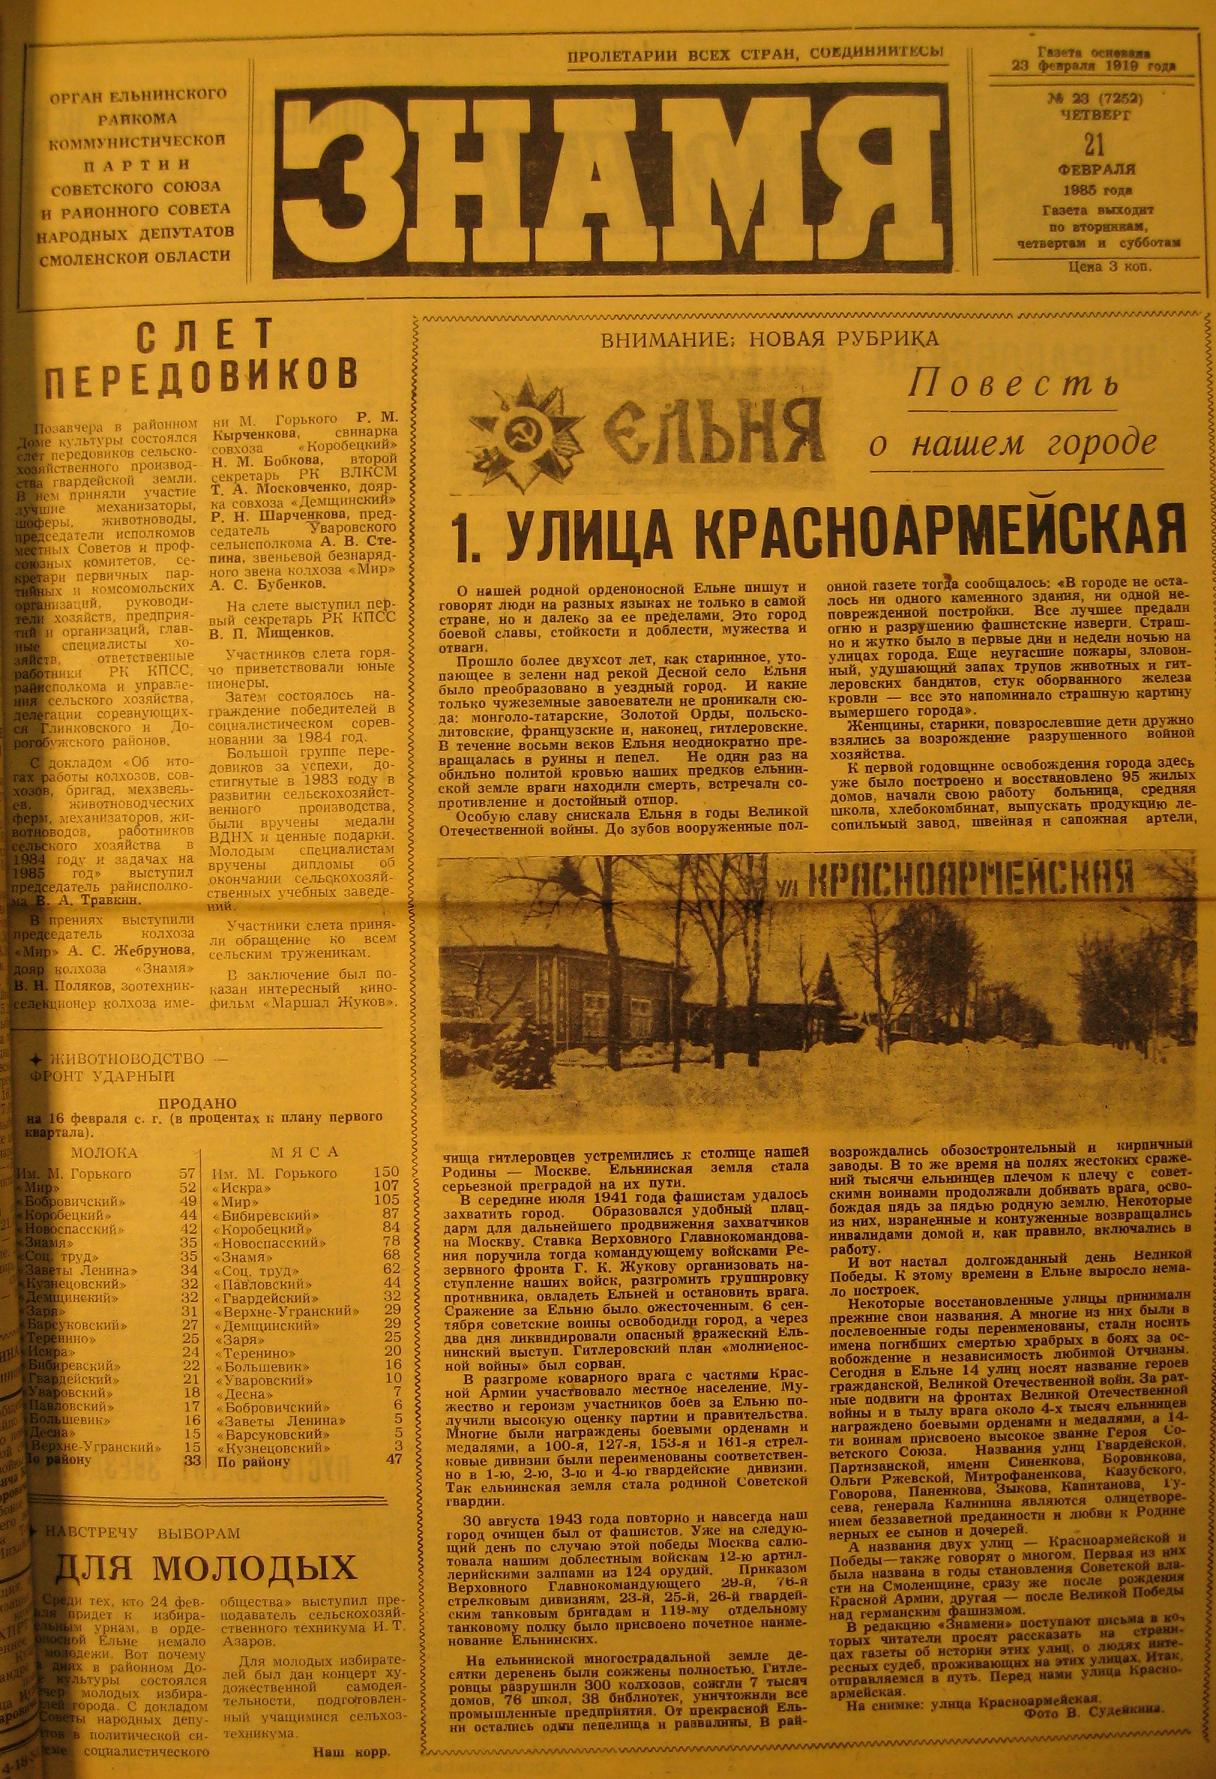 ПРОЛЕТАРИИ ВСЕХ СТРАН, СОЕДИНЯЙТЕСЬ!
ОРГАН ЕЛЬНИНСКОГО
РАЙКОМА
КОММУНИСТИЧЕСКОЙ
ПАРТИИ
СОВЕТСКОГО СОЮЗА
И РАЙОННОГО СОВЕТА
НАРОДНЫХ ДЕПУТАТОВ
СМОЛЕНСКОЙ ОБЛАСТИ
ЗНАМЯ
Газета основана
23 февраля 1919 года
№ 23 (7252)
ЧЕТВЕРГ
21
ФЕВРАЛЯ
1985 года
Газета выходит
по вторникам,
четвергам и субботам
Цена 3 коп.
СЛЕТ
ПЕРЕДОВИКОВ
Позавчера в районном
Доме культуры состоялся
слет передовиков сельско-
хозяйственного производ-
ства гвардейской земли.
В нем приняли участие
лучшие механизаторы,
шоферы, животноводы,
председатели исполкомов
местных Советов и проф-
союзных комитетов, се-
кретари первичных пар-
тийных и комсомольских
организаций, руководи-
тели хозяйств, предприя-
тий и организаций, глав-
ные специалисты хо-
зяйств, ответственные
работники РК КПСС,
райисполкома и управле-
ния сельского хозяйства,
делегации соревнующих-
ся Глинковского и До-
рогобужского районов.
С докладом «Об ито-
гах работы колхозов, сов-
хозов, бригад, мехзвень-
ев, животноводческих
ферм, механизаторов, жи-
вотноводов, работников
сельского хозяйства в
1984 году и задачах на
1985 год» выступил
председатель райисполко-
ма В. А. Травкин.
В прениях выступили
председатель колхоза
«Мир» А. С. Жебрунова,
дояр колхоза «Знамя»
В. Н. Поляков, зоотехник-
селекционер колхоза име-
ни М. Горького Р. М.
Кырченкова, свинарка
совхоза «Коробецкий»
Н. М. Бобкова, второй
секретарь РК ВЛКСМ
Т. А. Московченко, дояр-
ка совхоза «Демщинский»
Р. Н. Шарченкова, пред-
седатель Уваровского
сельисполкома А. В. Сте-
пина, звеньевой безнаряд-
ного звена колхоза «Мир»
А. С. Бубенков.
На слете выступил пер-
вый секретарь РК КПСС
В. П. Мищенков.
Участников слета горя-
чо приветствовали юные
пионеры.
Затем состоялось на-
граждение победителей в
социалистическом сорев-
новании за 1984 год.
Большой группе пере-
довиков за успехи, до-
стигнутые в 1983 году в
развитии сельскохозяйст-
венного производства,
были вручены медали
ВДНХ и ценные подарки.
Молодым специалистам
вручены дипломы об
окончании сельскохозяй-
ственных учебных заведе-
ний.
Участники слета приня-
ли обращение ко всем
сельским труженикам.
В заключение был по-
казан интересный кино-
фильм «Маршал Жуков».
ЖИВОТНОВОДСТВО —
ФРОНТ УДАРНЫЙ
ПРОДАНО
на 16 февраля с. г. (в процентах к плану первого
квартала).
МОЛОКА
Им. М. Горького 57
«Мир» 52
«Бобровичский» 49
«Коробецкий» 44
«Новоспасский» 42
«Знамя» 35
«Соц. труд» 35
«Заветы Ленина» 34
«Кузнецовский» 32
«Демщинский» 32
«Заря» 31
«Варсуковский» 27
«Теренино» 25
«Искра» 24
«Бибиревский» 22
«Гвардейский» 21
«Уваровский» 18
«Павловский» 17
«Большевик» 16
«Десна» 15
«Верхне-Угранский» 15
По району 33
МЯСА
Им. М. Горького 150
«Искра» 107
«Мир» 105
«Бибиревский» 87
«Коробецкий» 84
«Новоспасский» 78
«Знамя» 68
«Соц. труд» 62
«Павловский» 44
«Гвардейский» 32
«Верхне-Угранский» 29
«Демщинский» 29
«Заря» 25
«Теренино» 20
«Большевик» 16
«Уваровский» 10
«Десна» 7
«Бобровичский» 6
«Заветы Ленина» 5
«Варсуковский» 5
«Кузнецовский» 3
По району 47
НАВСТРЕЧУ ВЫБОРАМ
ДЛЯ МОЛОДЫХ
Среди тех, кто 24 фев-
раля придет к избира-
тельным урнам, в орде-
носной Ельне немало
молодежи. Вот почему
на днях в районном До-
ме культуры состоялся
вечер молодых избира-
телей города. С докладом
«Советы народных депу-
татов в политической си-
стеме социалистического
общества» выступил пре-
подаватель сельскохозяй-
ственного техникума И. Т.
Азаров.
Для молодых избирате-
лей был дан концерт ху-
дожественной самодея-
тельности, подготовлен-
ный учащимися сельхоз-
техникума.
Наш корр.
ВНИМАНИЕ: НОВАЯ РУБРИКА
ЕЛЬНЯ
Повесть
о нашем городе
1. УЛИЦА КРАСНОАРМЕЙСКАЯ
О нашей родной орденоносной Ельне пишут и
говорят люди на разных языках не только в самой
стране, но и далеко за ее пределами. Это город
боевой славы, стойкости и доблести, мужества и
отваги.
Прошло более двухсот лет, как старинное, уто-
пающее в зелени над рекой Десной село Ельня
было преобразовано в уездный город. И какие
только чужеземные завоеватели не проникали сю-
да: монголо-татарские, Золотой Орды, польско-
литовские, французские и, наконец, гитлеровские.
В течение восьми веков Ельня неоднократно пре-
вращалась в руины и пепел. Не один раз на
обильно политой кровью наших предков ельнин-
ской земле враги находили смерть, встречали со-
противление и достойный отпор.
Особую славу снискала Ельня в годы Великой
Отечественной войны. До зубов вооруженные пол-
онной газете тогда сообщалось: «В городе не оста-
лось ни одного каменного здания, ни одной не-
поврежденной постройки. Все лучшее предали
огню и разрушению фашистские изверги. Страш-
но и жутко было в первые дни и недели ночью на
улицах города. Еще неугасшие пожары, зловон-
ный, удушающий запах трупов животных и гит-
леровских бандитов, стук оборванного железа
кровли — все это напоминало страшную картину
вымершего города».
Женщины, старики, повзрослевшие дети дружно
взялись за возрождение разрушенного войной
хозяйства.
К первой годовщине освобождения города здесь
уже было построено и восстановлено 95 жилых
домов, начали свою работу больница, средняя
школа, хлебокомбинат, выпускать продукцию ле-
сопильный завод, швейная и сапожная артели,
ул КРАСНОАРМЕЙСКАЯ
чища гитлеровцев устремились к столице нашей
Родины — Москве. Ельнинская земля стала
серьезной преградой на их пути.
В середине июля 1941 года фашистам удалось
захватить город. Образовался удобный плац-
дарм для дальнейшего продвижения захватчиков
на Москву. Ставка Верховного Главнокомандова-
ния поручила тогда командующему войсками Ре-
зервного фронта Г. К. Жукову организовать на-
ступление наших войск, разгромить группировку
противника, овладеть Ельней и остановить врага.
Сражение за Ельню было ожесточенным. 6 сен-
тября советские воины освободили город, а через
два дня ликвидировали опасный вражеский Ель-
нинский выступ. Гитлеровский план «молниенос-
ной войны» был сорван.
В разгроме коварного врага с частями Крас-
ной Армии участвовало местное население. Му-
жество и героизм участников боев за Ельню по-
лучили высокую оценку партии и правительства.
Многие были награждены боевыми орденами и
медалями, а 100-я, 127-я, 153-я и 161-я стрел-
ковые дивизии были переименованы соответствен-
но в 1-ю, 2-ю, 3-ю и 4-ю гвардейские дивизии.
Так ельнинская земля стала родиной Советской
гвардии.
30 августа 1943 года повторно и навсегда наш
город очищен был от фашистов. Уже на следую-
щий день по случаю этой победы Москва салю-
товала нашим доблестным войскам 12-ю артил-
лерийскими залпами из 124 орудий. Приказом
Верховного Главнокомандующего 29-й, 76-й
стрелковым дивизиям, 23-й, 25-й, 26-й гвардей-
ским танковым бригадам и 119-му отдельному
танковому полку было присвоено почетное наиме-
нование Ельнинских.
На ельнинской многострадальной земле де-
сятки деревень были сожжены полностью. Гитле-
ровцы разрушили 300 колхозов, сожгли 7 тысяч
домов, 76 школ, 38 библиотек, уничтожили все
промышленные предприятия. От прекрасной Ель-
ни остались одни пепелища и развалины. В рай-
возрождались обозостроительный и кирпичный
заводы. В то же время на полях жестоких сраже-
ний тысячи ельнинцев плечом к плечу с совет-
скими воинами продолжали добивать врага, осво-
бождая пядь за пядью родную землю. Некоторые
из них, израненные и контуженные возвращались
инвалидами домой и, как правило, включались в
работу.
И вот настал долгожданный день Великой
Победы. К этому времени в Ельне выросло нема-
ло построек.
Некоторые восстановленные улицы принимали
прежние свои названия. А многие из них были в
послевоенные годы переименованы, стали носить
имена погибших смертью храбрых в боях за ос-
вобождение и независимость любимой Отчизны.
Сегодня в Ельне 14 улиц носят название героев
гражданской, Великой Отечественной войн. За рат-
ные подвиги на фронтах Великой Отечественной
войны и в тылу врага около 4-х тысяч ельнинцев
награждено боевыми орденами и медалями, а 14-
ти воинам присвоено высокое звание Героя Со-
ветского Союза. Названия улиц Гвардейской,
Партизанской, имени Синенкова, Боровикова,
Ольги Ржевской, Митрофаненкова, Казубского,
Говорова, Паненкова, Зыкова, Капитанова, Гу-
сева, генерала Калинина являются олицетворе-
нием беззаветной преданности и любви к Родине
верных ее сынов и дочерей.
А названия двух улиц — Красноармейской и
Победы—также говорят о многом. Первая из них
была названа в годы становления Советской вла-
сти на Смоленщине, сразу же после рождения
Красной Армии, другая — после Великой Победы
над германским фашизмом.
В редакцию «Знамени» поступают письма в ко-
торых читатели просят рассказать на страни-
цах газеты об истории этих улиц, о людях инте-
ресных судеб, проживающих на этих улицах. Итак,
отправляемся в путь. Перед нами улица Красно-
армейская.
На снимке: улица Красноармейская.
Фото В. Судейкина.